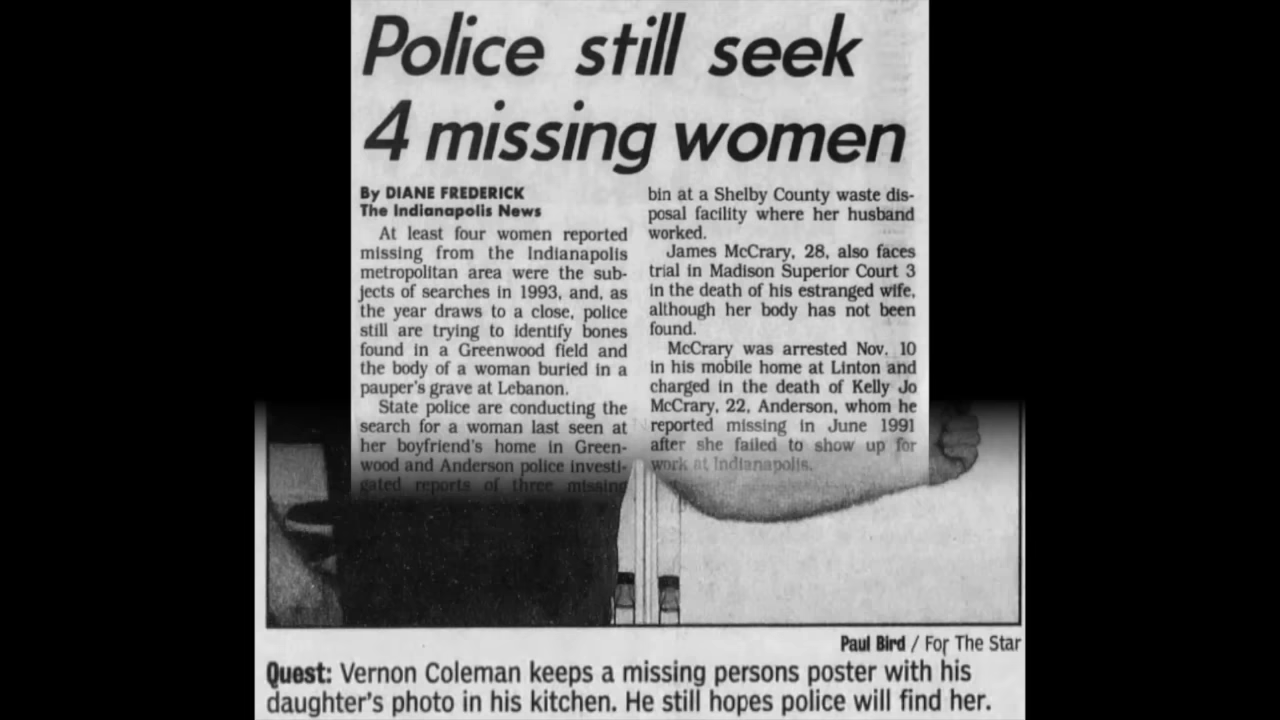 Police still seek
4 missing women
By DIANE FREDERICK
The Indianapolis News
At least four women reported
missing from the Indianapolis
metropolitan area were the sub-
jects of searches in 1993, and, as
the year draws to a close, police
still are trying to identify bones
found in a Greenwood field and
the body of a woman buried in a
pauper's grave at Lebanon.
State police are conducting the
search for a woman last seen at
her boyfriend's home in Green-
wood and Anderson police investi-
gated reports of three missing
bin at a Shelby County waste dis-
posal facility where her husband
worked.
James McCrary, 28, also faces
trial in Madison Superior Court 3
in the death of his estranged wife,
although her body has not been
found.
McCrary was arrested Nov. 10
in his mobile home at Linton and
charged in the death of Kelly Jo
McCrary, 22, Anderson, whom he
reported missing in June 1991
after she failed to show up for
work at Indianapolis.
Paul Bird / For The Star
Quest: Vernon Coleman keeps a missing persons poster with his
daughter's photo in his kitchen. He still hopes police will find her.